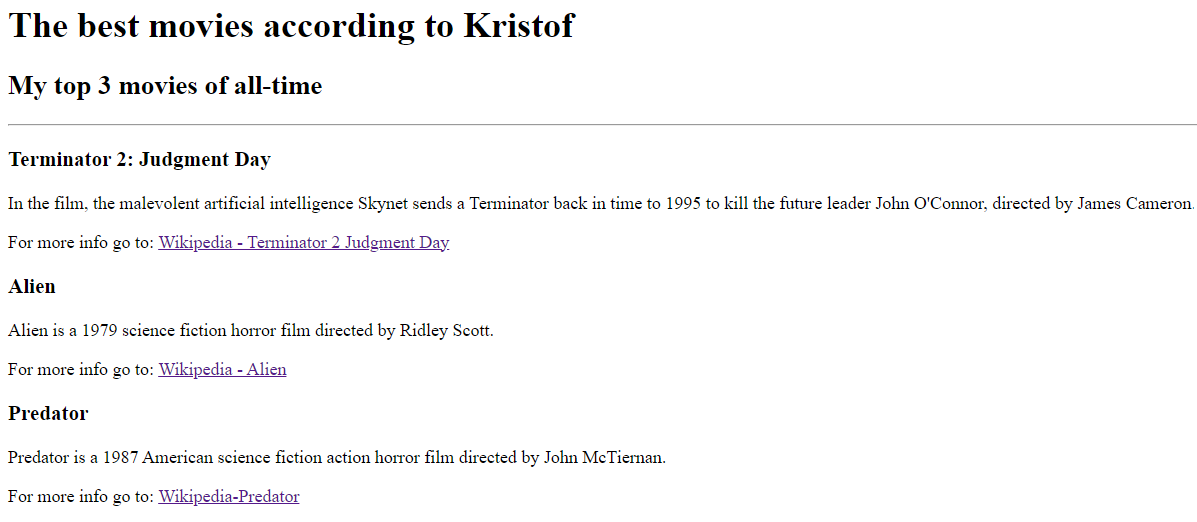 The best movies according to Kristof
My top 3 movies of all-time
Terminator 2: Judgment Day
In the film, the malevolent artificial intelligence Skynet sends a Terminator back in time to 1995 to kill the future leader John O'Connor, directed by James Cameron.
For more info go to: Wikipedia - Terminator 2 Judgment Day
Alien
Alien is a 1979 science fiction horror film directed by Ridley Scott.
For more info go to: Wikipedia - Alien
Predator
Predator is a 1987 American science fiction action horror film directed by John McTiernan.
For more info go to: Wikipedia-Predator